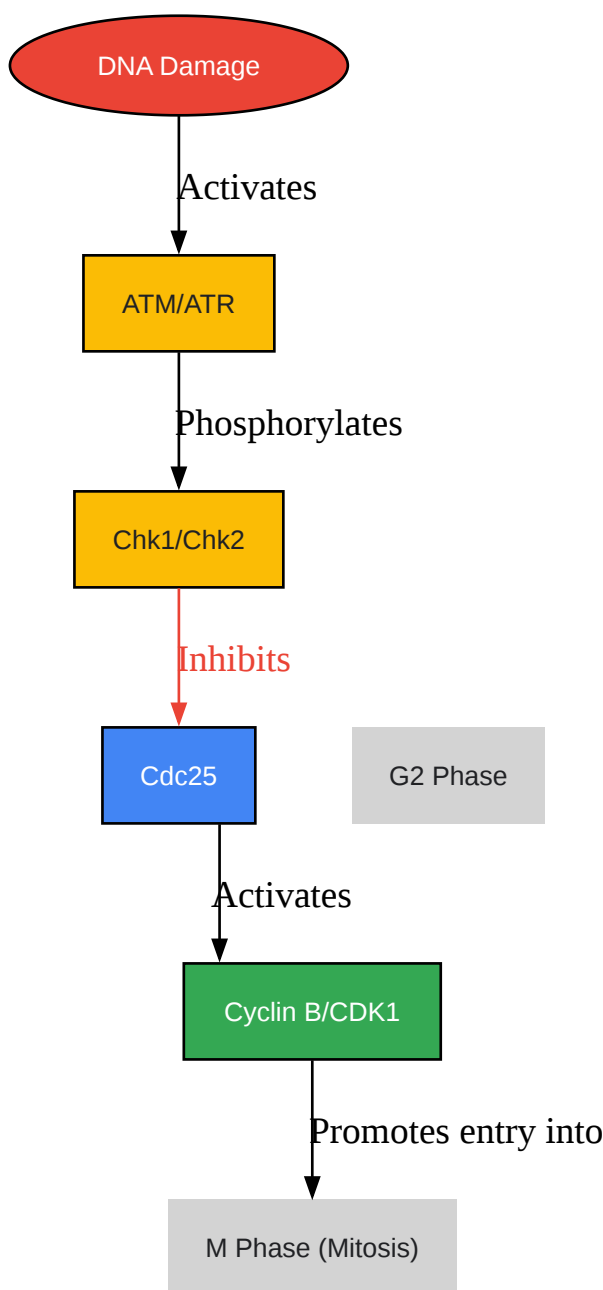 DNA Damage
Activates
ATM/ATR
Phosphorylates
Chk1/Chk2
Inhibits
Cdc25
G2 Phase
Activates
Cyclin B/CDK1
Promotes entry into
M Phase (Mitosis)